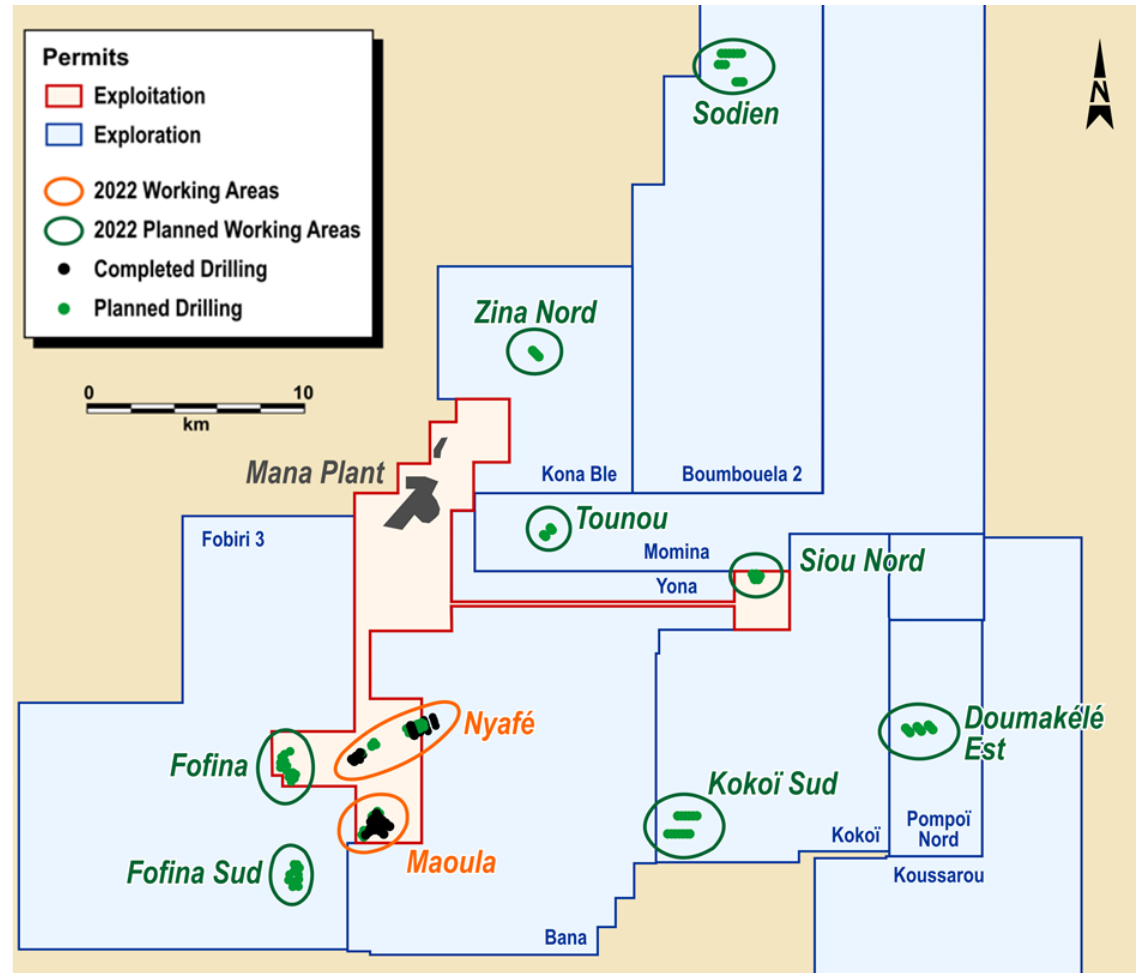 Permits
Exploitation
Exploration
2022 Working Areas
2022 Planned Working Areas
Completed Drilling
Planned Drilling
0 10
km
N
Sodien
Zina Nord
Mana Plant
Kona Ble
Boumbouela 2
Fobiri 3
Tounou
Momina
Siou Nord
Yona
Nyafé
Doumakélé
Est
Fofina
Kokoï Sud
Kokoï
Pompoï
Nord
Maoula
Fofina Sud
Koussarou
Bana